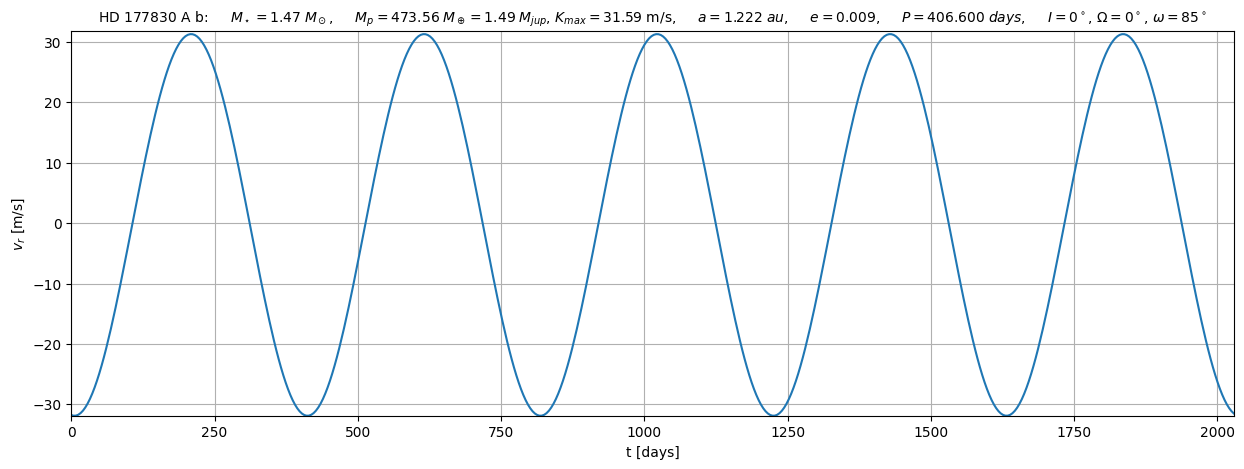 HD 177830 A b: M⋆ = 1.47 M⊙, Mp = 473.56 M⊕ = 1.49 Mjup, Kmax = 31.59 m/s, a = 1.222 au, e = 0.009, P = 406.600 days, I = 0°, Ω = 0°, ω = 85°
30
20
10
0
−10
−20
−30
vr [m/s]
0 250 500 750 1000 1250 1500 1750 2000
t [days]